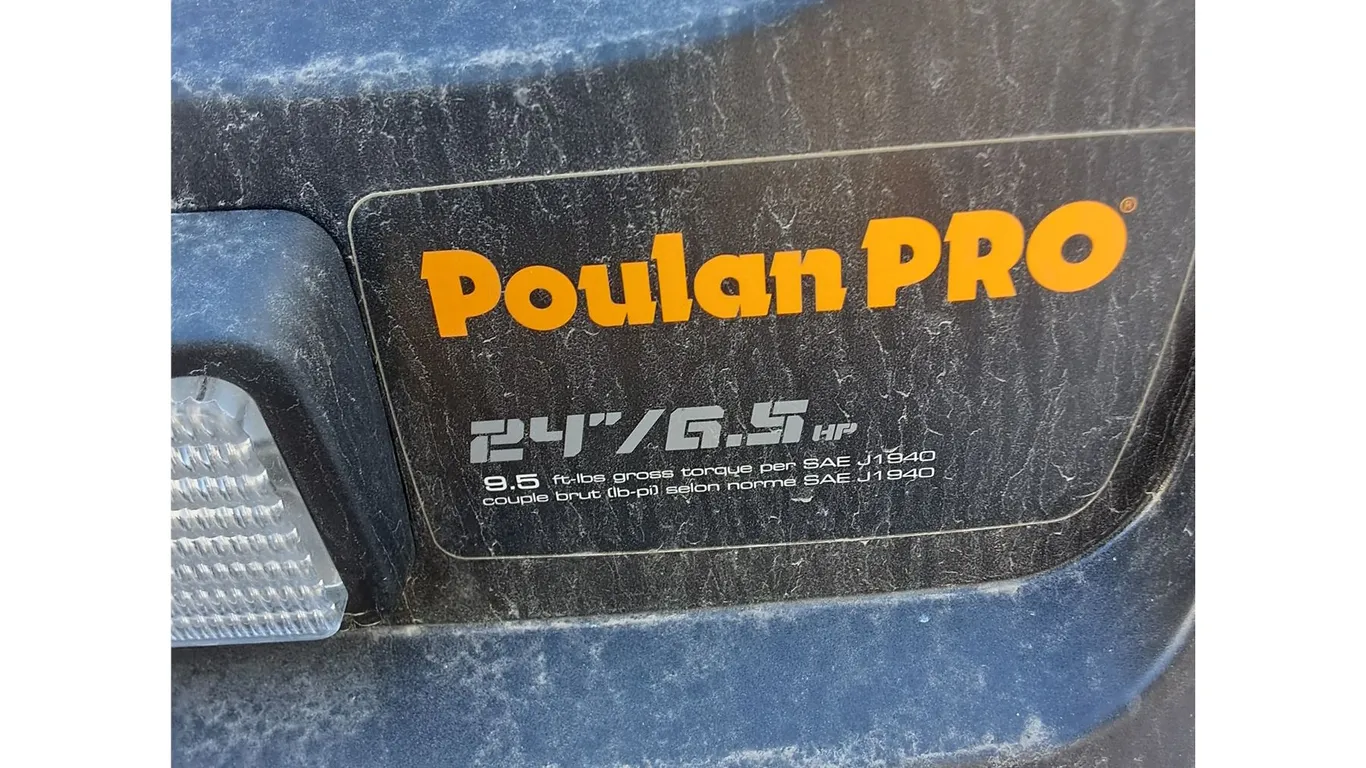 Poulan PRO®
24"/6.5 HP
9.5 ft-lbs gross torque per SAE J1940
couple brut (lb-pi) selon norme SAE J1940